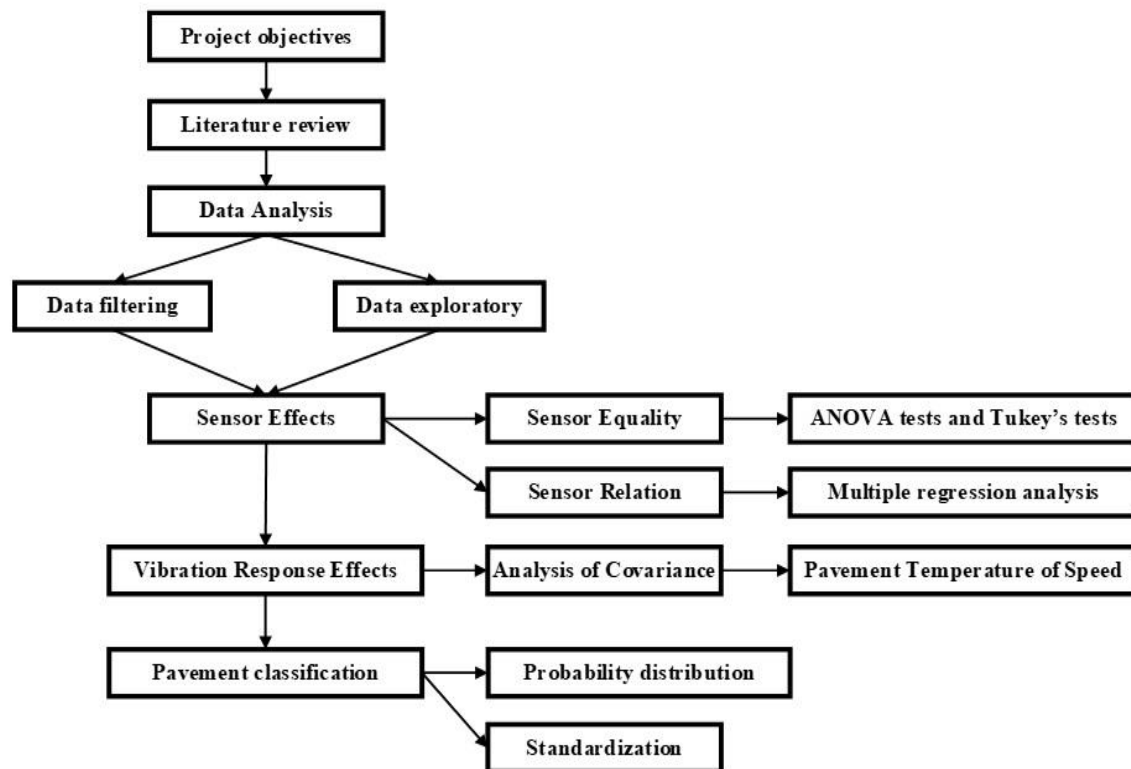 Project objectives
Literature review
Data Analysis
Data filtering
Data exploratory
Sensor Effects
Sensor Equality
ANOVA tests and Tukey's tests
Sensor Relation
Multiple regression analysis
Vibration Response Effects
Analysis of Covariance
Pavement Temperature of Speed
Pavement classification
Probability distribution
Standardization